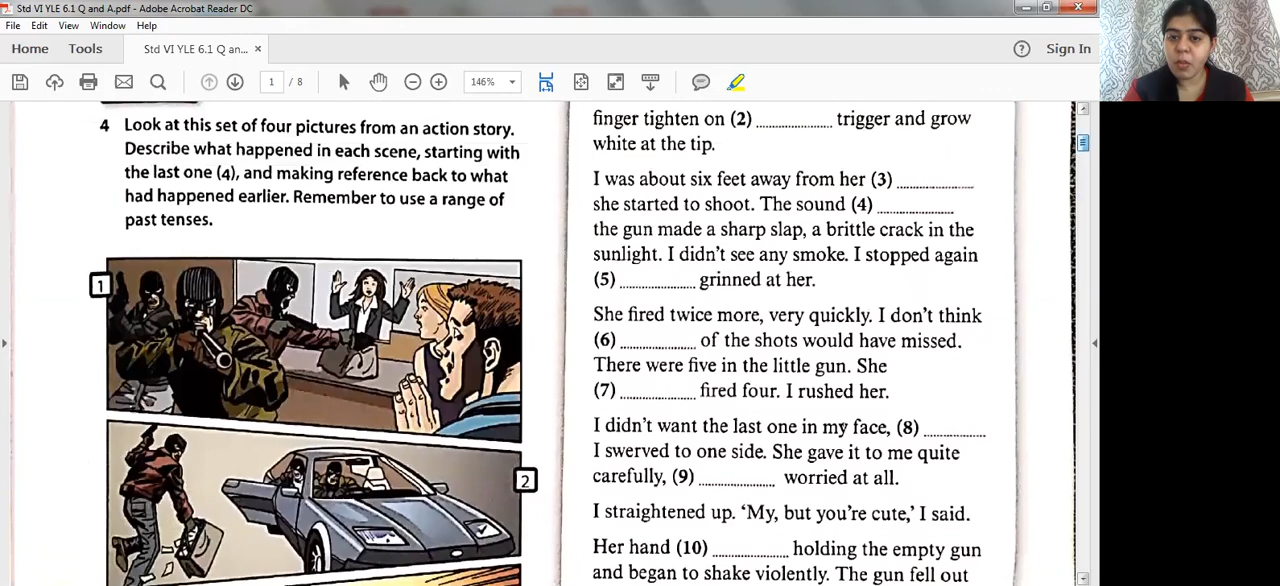 Std VI YLE 6.1 Q and A.pdf - Adobe Acrobat Reader DC
File Edit View Window Help
Home Tools Std VI YLE 6.1 Q an... × Sign In
1 / 8 146%
4 Look at this set of four pictures from an action story.
Describe what happened in each scene, starting with
the last one (4), and making reference back to what
had happened earlier. Remember to use a range of
past tenses.
1
2
finger tighten on (2) .................... trigger and grow
white at the tip.
I was about six feet away from her (3) ....................
she started to shoot. The sound (4) ....................
the gun made a sharp slap, a brittle crack in the
sunlight. I didn't see any smoke. I stopped again
(5) .................... grinned at her.
She fired twice more, very quickly. I don't think
(6) .................... of the shots would have missed.
There were five in the little gun. She
(7) .................... fired four. I rushed her.
I didn't want the last one in my face, (8) ....................
I swerved to one side. She gave it to me quite
carefully, (9) .................... worried at all.
I straightened up. 'My, but you're cute,' I said.
Her hand (10) .................... holding the empty gun
and began to shake violently. The gun fell out